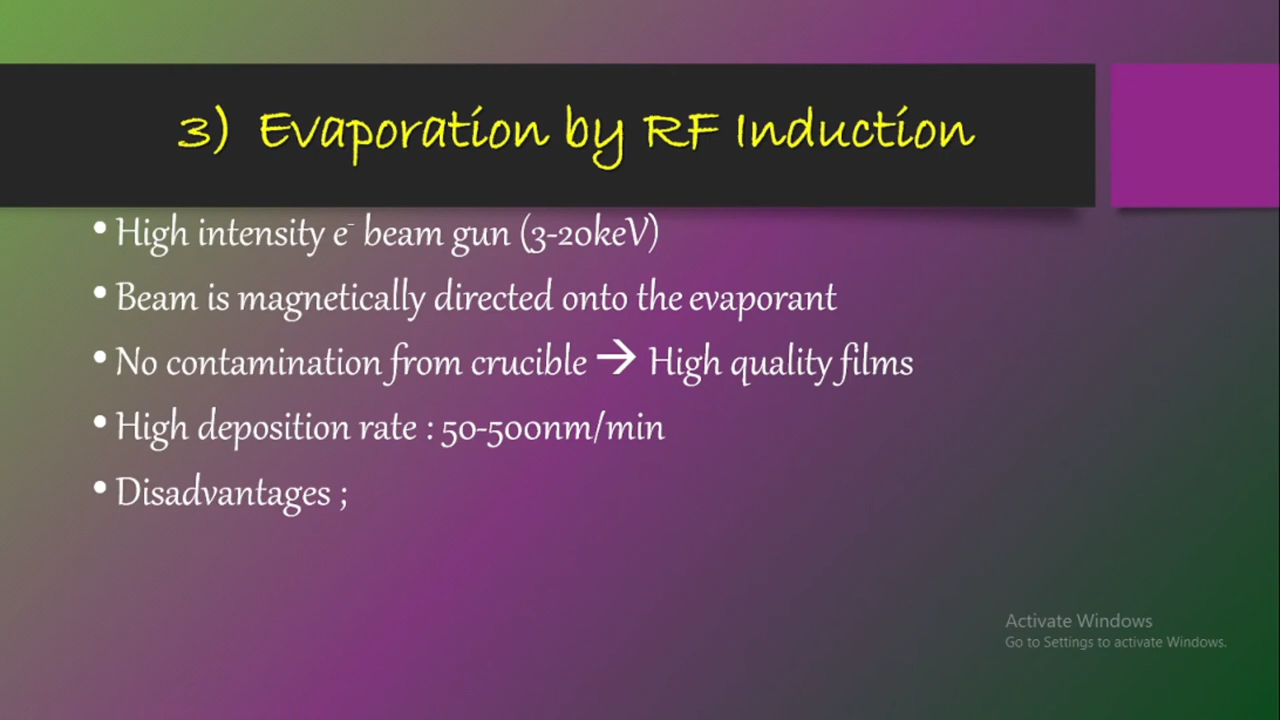 3) Evaporation by RF Induction
• High intensity e⁻ beam gun (3-20keV)
• Beam is magnetically directed onto the evaporant
• No contamination from crucible → High quality films
• High deposition rate : 50-500nm/min
• Disadvantages ;
Activate Windows
Go to Settings to activate Windows.